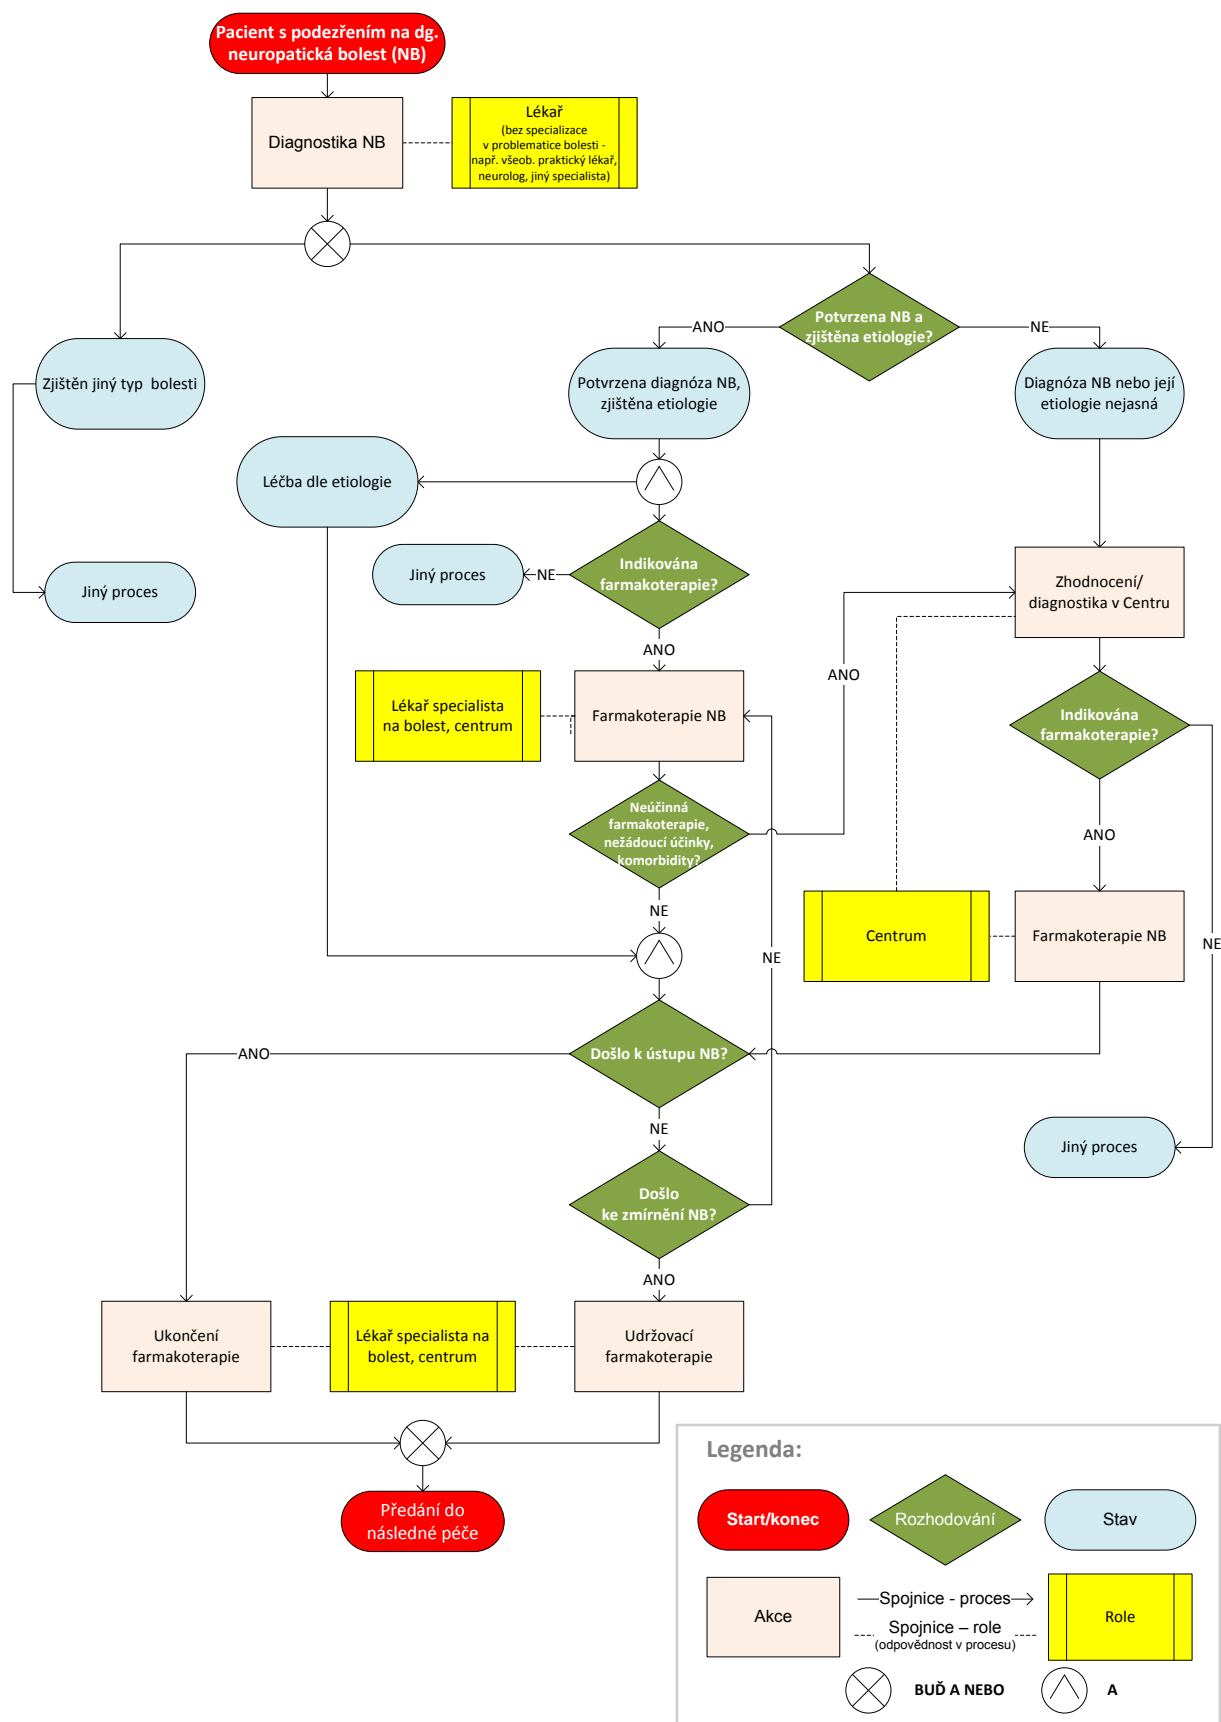 Pacient s podezřením na dg.
neuropatická bolest (NB)
Diagnostika NB
Lékař
(bez specializace
v problematice bolesti -
např. všeob. praktický lékař,
neurolog, jiný specialista)
Potvrzena NB a
zjištěna etiologie?
ANO
NE
Zjištěn jiný typ bolesti
Potvrzena diagnóza NB,
zjištěna etiologie
Diagnóza NB nebo její
etiologie nejasná
Léčba dle etiologie
Jiný proces
Jiný proces
NE
Indikována
farmakoterapie?
Zhodnocení/
diagnostika v Centru
ANO
ANO
Lékař specialista
na bolest, centrum
Farmakoterapie NB
Indikována
farmakoterapie?
Neúčinná
farmakoterapie,
nežádoucí účinky,
komorbidity?
ANO
NE
Centrum
Farmakoterapie NB
NE
NE
ANO
Došlo k ústupu NB?
NE
Jiný proces
Došlo
ke zmírnění NB?
ANO
Ukončení
farmakoterapie
Lékař specialista na
bolest, centrum
Udržovací
farmakoterapie
Předání do
následné péče
Legenda:
Start/konec
Rozhodování
Stav
Akce
Spojnice - proces
Spojnice – role
(odpovědnost v procesu)
Role
BUĎ A NEBO
A